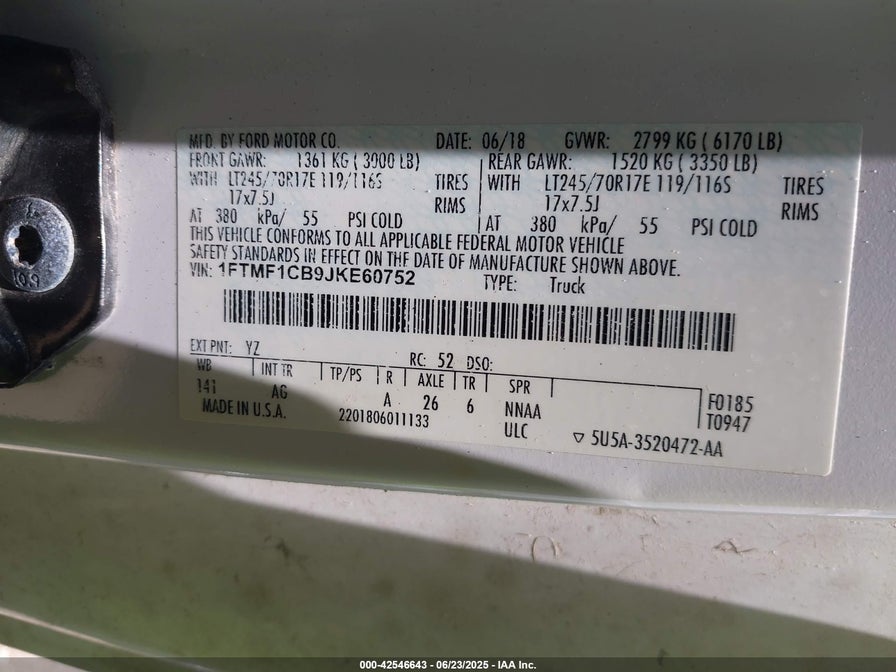 MFD. BY FORD MOTOR CO. DATE: 06/18 GVWR: 2799 KG ( 6170 LB)
FRONT GAWR: 1361 KG ( 3000 LB) REAR GAWR: 1520 KG ( 3350 LB)
WITH LT245/70R17E 119/116S TIRES WITH LT245/70R17E 119/116S TIRES
17x7.5J RIMS 17x7.5J RIMS
AT 380 kPa/ 55 PSI COLD AT 380 kPa/ 55 PSI COLD
THIS VEHICLE CONFORMS TO ALL APPLICABLE FEDERAL MOTOR VEHICLE
SAFETY STANDARDS IN EFFECT ON THE DATE OF MANUFACTURE SHOWN ABOVE.
VIN: 1FTMF1CB9JKE60752 TYPE: Truck
EXT PNT: YZ RC: 52 DSO:
WB INT TR TP/PS R AXLE TR SPR
141 AG A 26 6 NNAA F0185
MADE IN U.S.A. 2201806011133 ULC T0947
5U5A-3520472-AA
10.9
000-42546643 - 06/23/2025 - IAA Inc.